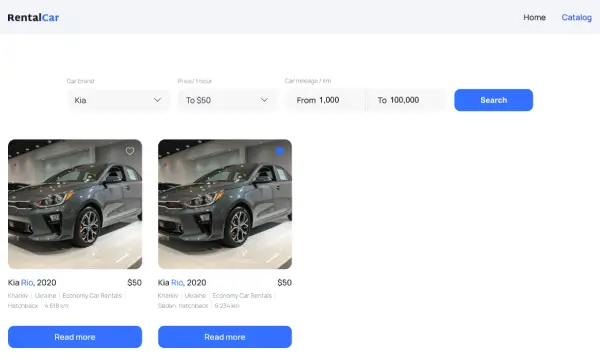 RentalCar
Home
Catalog
Car brand
Price/ 1 hour
Car mileage / km
Kia
To $50
From 1,000
To 100,000
Search
Kia Rio, 2020 $50
Kharkiv | Ukraine | Economy Car Rentals |
Hatchback | 4 618 km
Read more
Kia Rio, 2020 $50
Kharkiv | Ukraine | Economy Car Rentals |
Sedan, hatchback | 6 234 km
Read more